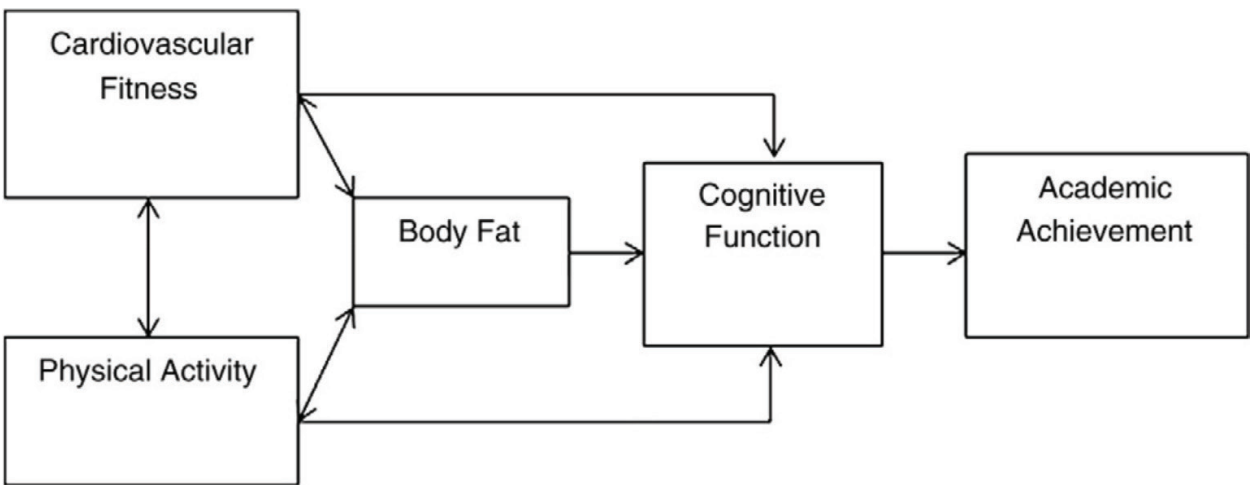 Cardiovascular
Fitness
Body Fat
Cognitive
Function
Academic
Achievement
Physical Activity